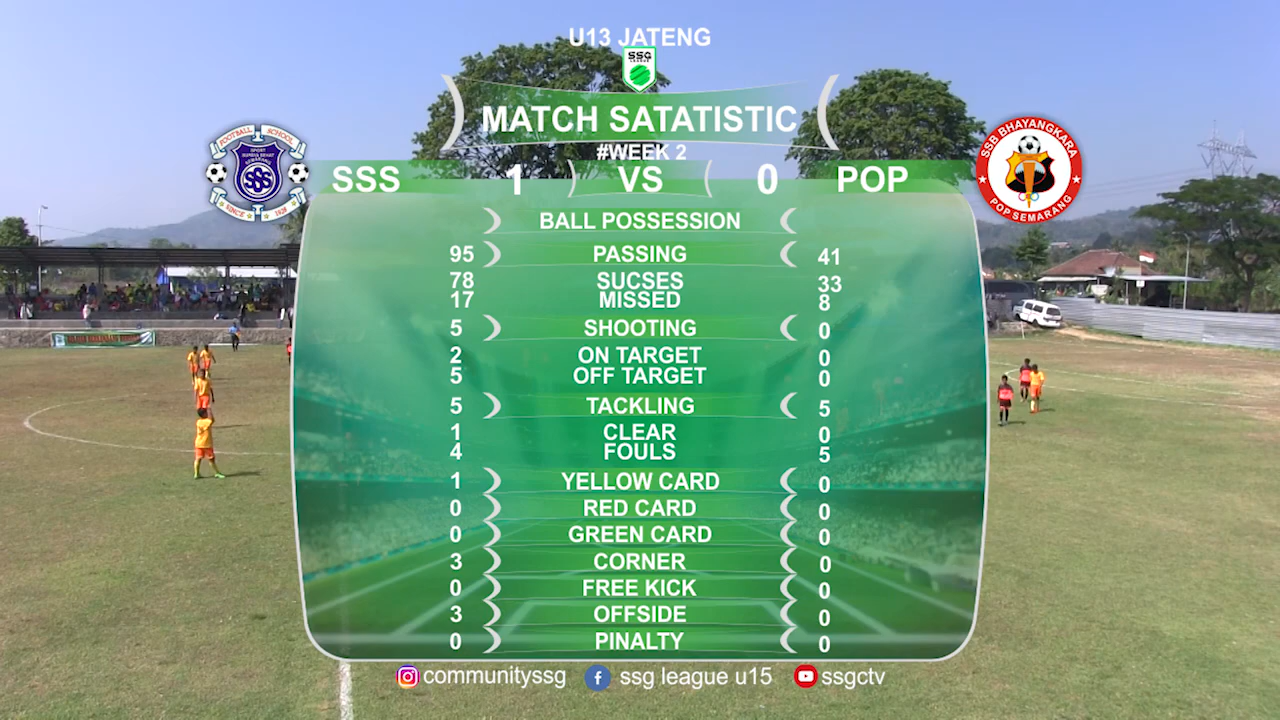 U13 JATENG
SSG
LEAGUE
MATCH SATATISTIC
#WEEK 2
SSS 1 VS 0 POP
FOOTBALL SCHOOL
SPORT
SSS
SINCE 1928
SSB BHAYANGKARA
POP SEMARANG
BALL POSSESSION
95 PASSING 41
78 SUCSES 33
17 MISSED 8
5 SHOOTING 0
2 ON TARGET 0
5 OFF TARGET 0
5 TACKLING 5
1 CLEAR 0
4 FOULS 5
1 YELLOW CARD 0
0 RED CARD 0
0 GREEN CARD 0
3 CORNER 0
0 FREE KICK 0
3 OFFSIDE 0
0 PINALTY 0
communityssg ssg league u15 ssgctv